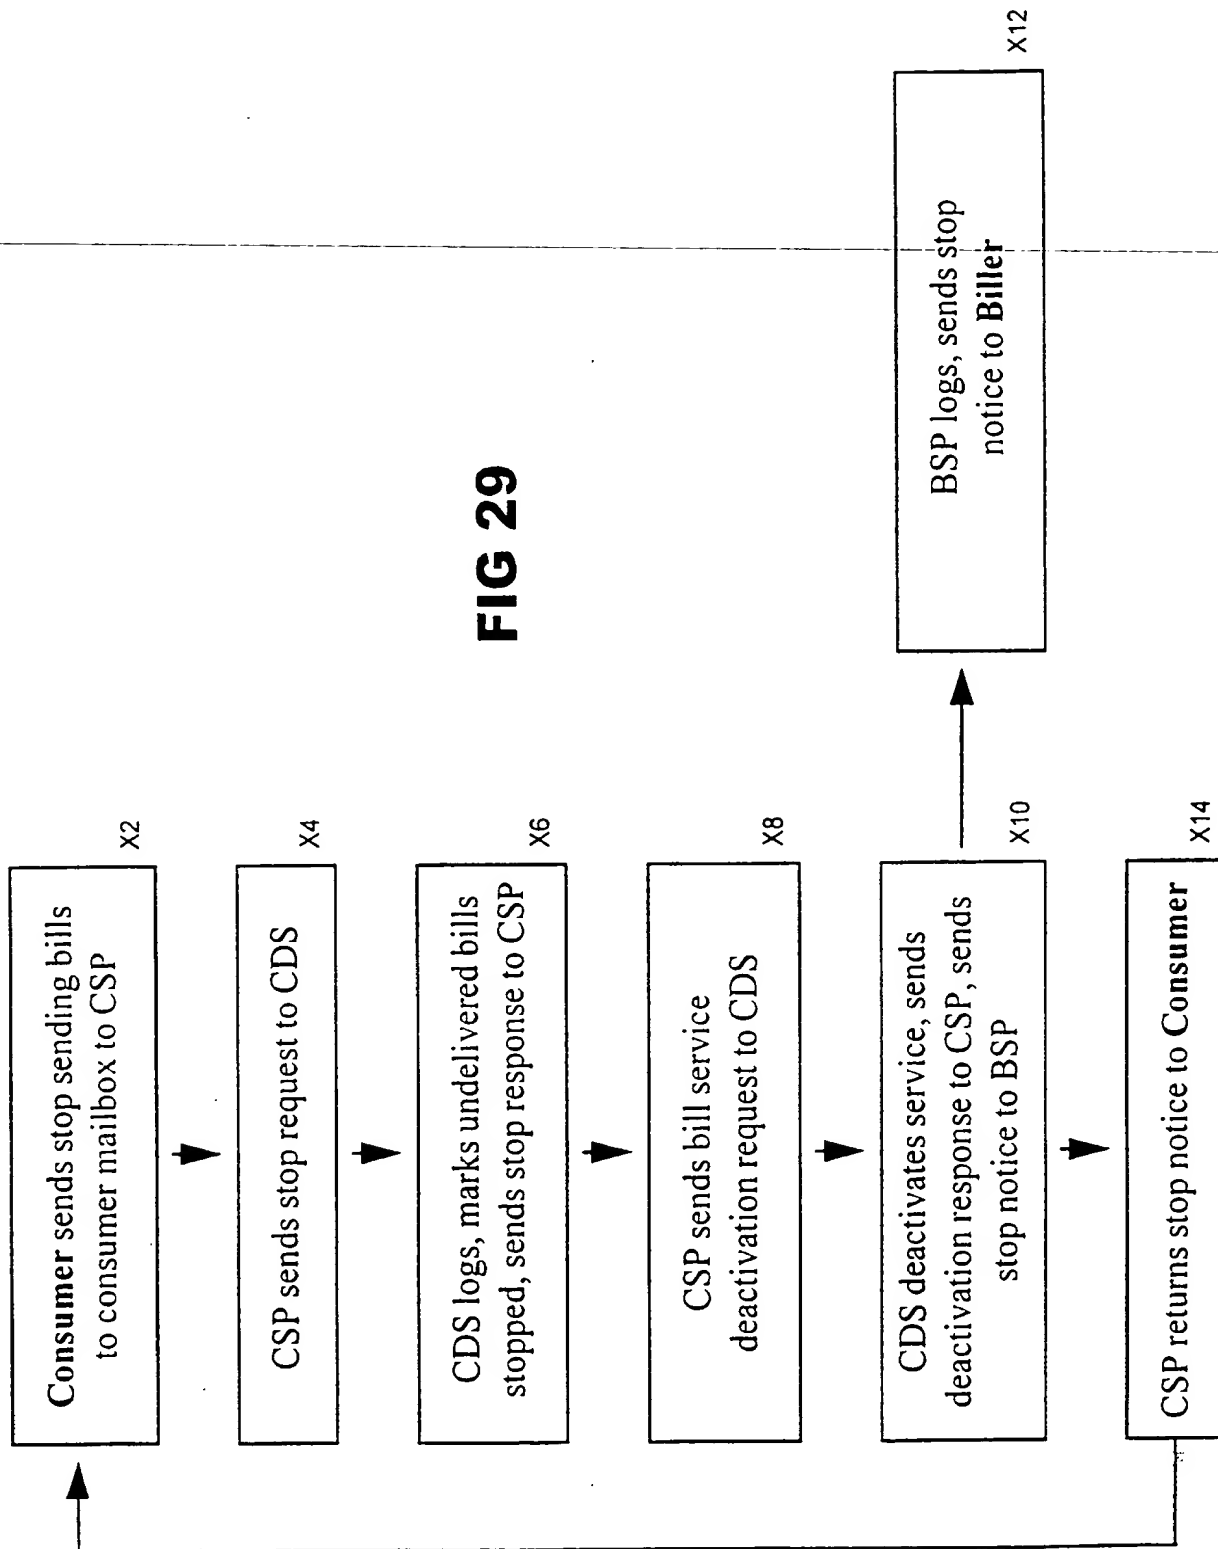 Consumer sends stop sending bills
to consumer mailbox to CSP
X2
CSP sends stop request to CDS
X4
CDS logs, marks undelivered bills
stopped, sends stop response to CSP
X6
CSP sends bill service
deactivation request to CDS
X8
CDS deactivates service, sends
deactivation response to CSP, sends
stop notice to BSP
X10
CSP returns stop notice to Consumer
X14
BSP logs, sends stop
notice to Biller
X12
FIG 29